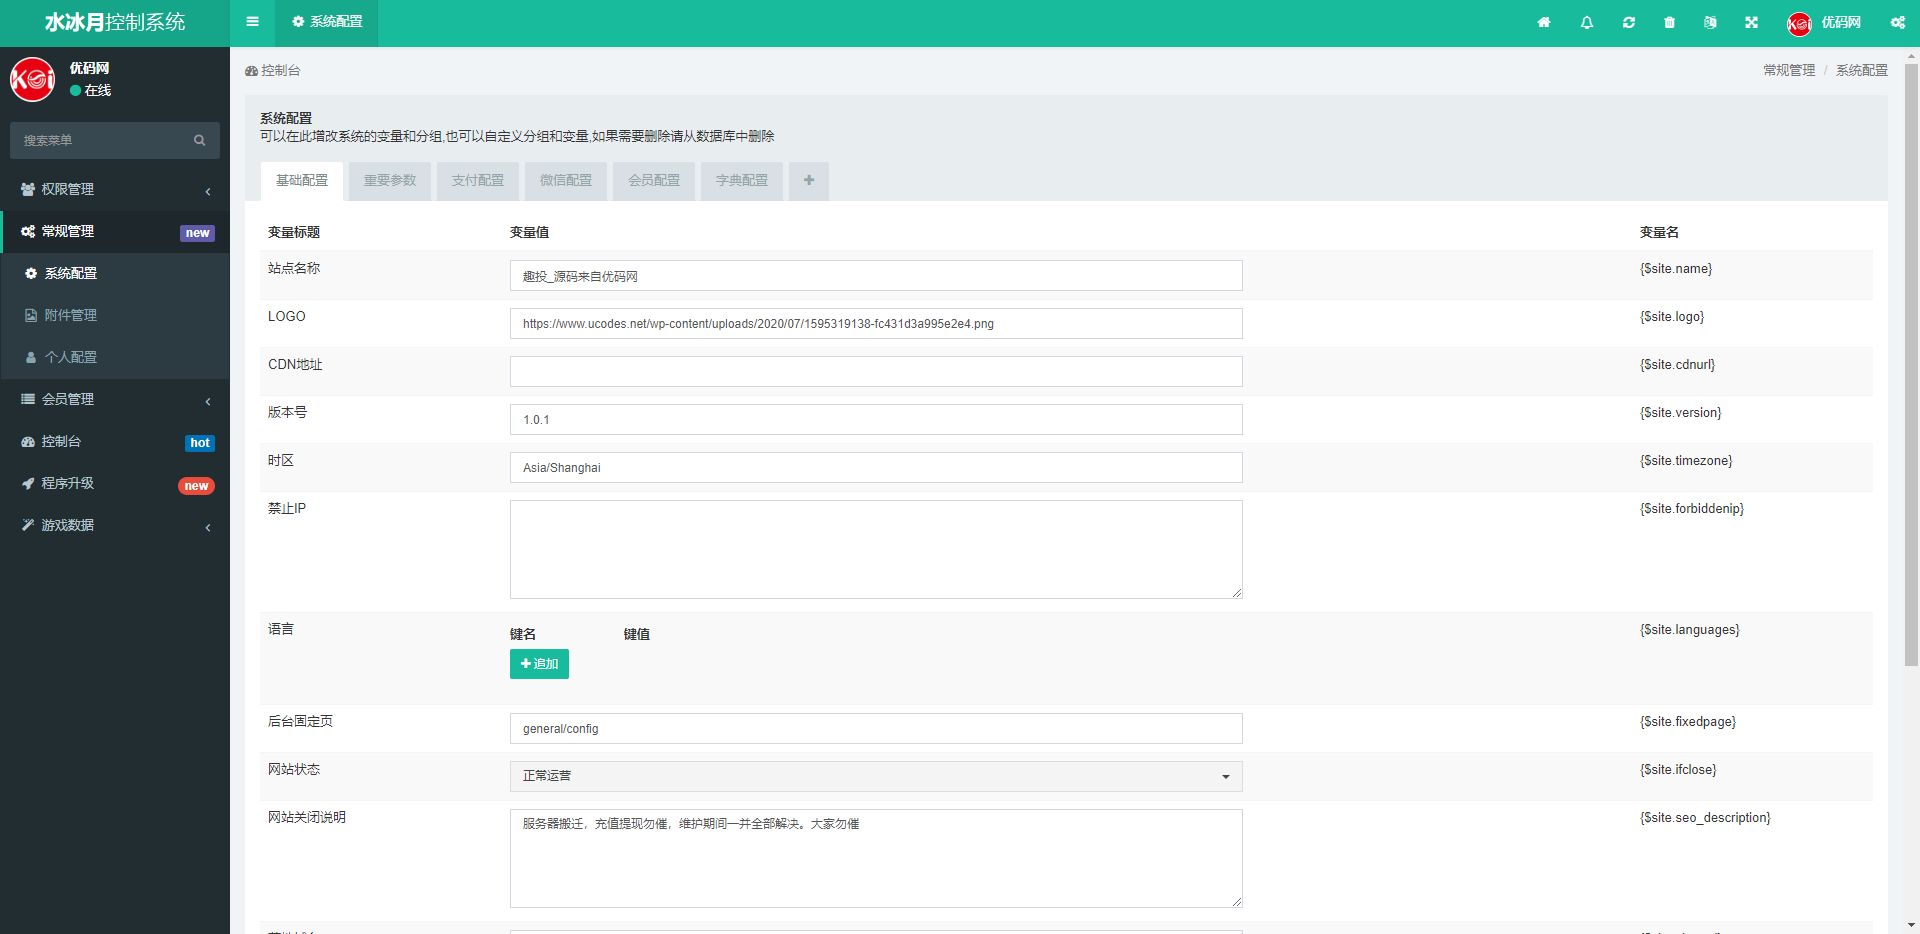 水冰月控制系统
系统配置
优码网
KOi
优码网
在线
搜索菜单
权限管理
常规管理 new
系统配置
附件管理
个人配置
会员管理
控制台 hot
程序升级 new
游戏数据
控制台
常规管理 / 系统配置
系统配置
可以在此增改系统的变量和分组,也可以自定义分组和变量,如果需要删除请从数据库中删除
基础配置 重要参数 支付配置 微信配置 会员配置 字典配置 +
变量标题 变量值 变量名
站点名称 趣投_源码来自优码网 {$site.name}
LOGO https://www.ucodes.net/wp-content/uploads/2020/07/1595319138-fc431d3a995e2e4.png {$site.logo}
CDN地址 {$site.cdnurl}
版本号 1.0.1 {$site.version}
时区 Asia/Shanghai {$site.timezone}
禁止IP {$site.forbiddenip}
语言 键名 键值 {$site.languages}
+ 追加
后台固定页 general/config {$site.fixedpage}
网站状态 正常运营 {$site.ifclose}
网站关闭说明 服务器搬迁，充值提现勿催，维护期间一并全部解决。大家勿催 {$site.seo_description}